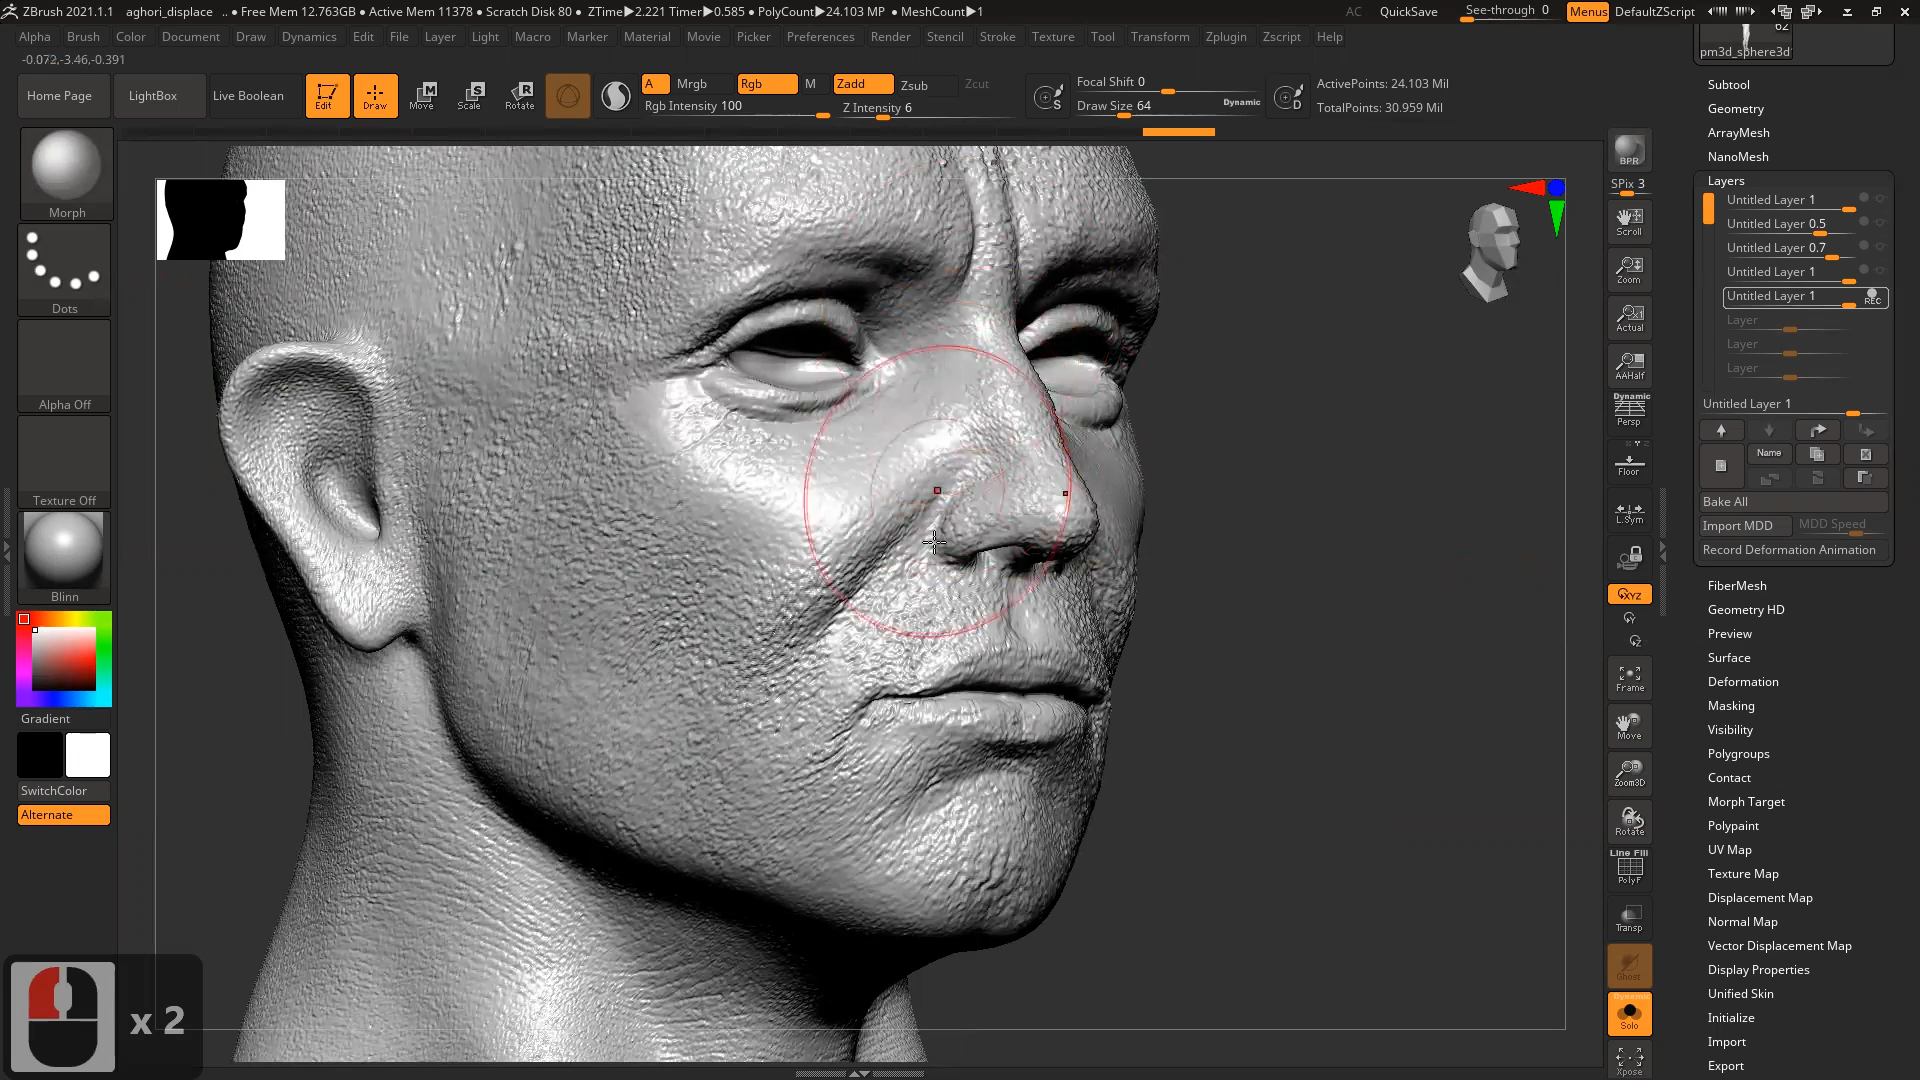 ZBrush 2021.1.1 aghori_displace .. ● Free Mem 12.763GB ● Active Mem 11378 ● Scratch Disk 80 ● ZTime▶2.221 Timer▶0.585 ● PolyCount▶24.103 MP ● MeshCount▶1 AC QuickSave See-through 0 Menus DefaultZScript
Alpha Brush Color Document Draw Dynamics Edit File Layer Light Macro Marker Material Movie Picker Preferences Render Stencil Stroke Texture Tool Transform Zplugin Zscript Help
-0.072,-3.46,-0.391
Home Page LightBox Live Boolean Edit Draw Move Scale Rotate
A Mrgb Rgb M Zadd Zsub Zcut
Rgb Intensity 100 Z Intensity 6
Focal Shift 0
Draw Size 64 Dynamic
ActivePoints: 24.103 Mil
TotalPoints: 30.959 Mil
Morph
Dots
Alpha Off
Texture Off
Blinn
Gradient
SwitchColor
Alternate
x 2
BPR
SPix 3
Scroll
Zoom
Actual
AAHalf
Dynamic
Persp
Floor
L.Sym
XYZ
Frame
Move
Zoom3D
Rotate
Line Fill
PolyF
Transp
Ghost
Dynamic
Solo
Xpose
62
pm3d_sphere3d
Subtool
Geometry
ArrayMesh
NanoMesh
Layers
Untitled Layer 1
Untitled Layer 0.5
Untitled Layer 0.7
Untitled Layer 1
Untitled Layer 1 REC
Layer
Layer
Layer
Untitled Layer 1
Name
Bake All
Import MDD MDD Speed
Record Deformation Animation
FiberMesh
Geometry HD
Preview
Surface
Deformation
Masking
Visibility
Polygroups
Contact
Morph Target
Polypaint
UV Map
Texture Map
Displacement Map
Normal Map
Vector Displacement Map
Display Properties
Unified Skin
Initialize
Import
Export